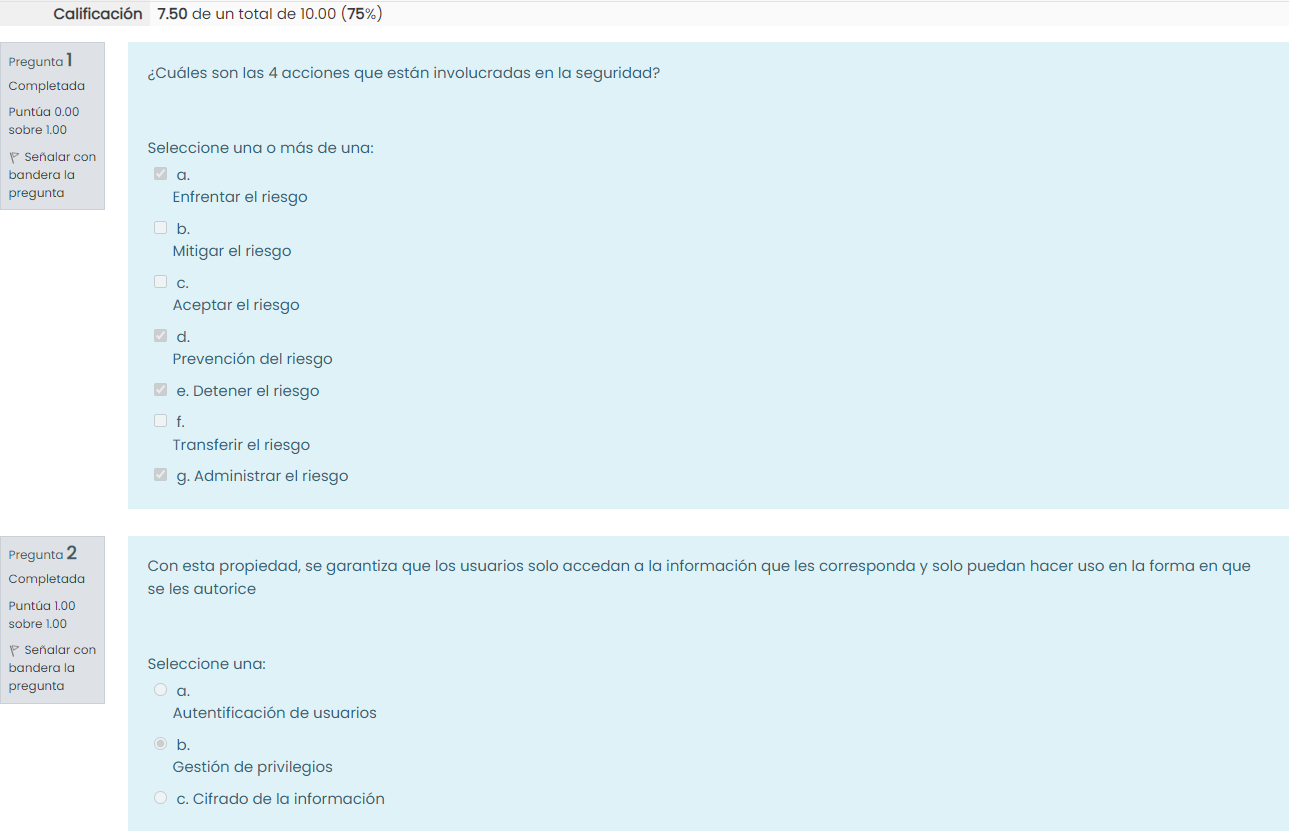 Calificación 7.50 de un total de 10.00 (75%)
Pregunta 1
Completada
Puntúa 0.00
sobre 1.00
Señalar con
bandera la
pregunta
¿Cuáles son las 4 acciones que están involucradas en la seguridad?
Seleccione una o más de una:
a.
Enfrentar el riesgo
b.
Mitigar el riesgo
c.
Aceptar el riesgo
d.
Prevención del riesgo
e. Detener el riesgo
f.
Transferir el riesgo
g. Administrar el riesgo
Pregunta 2
Completada
Puntúa 1.00
sobre 1.00
Señalar con
bandera la
pregunta
Con esta propiedad, se garantiza que los usuarios solo accedan a la información que les corresponda y solo puedan hacer uso en la forma en que
se les autorice
Seleccione una:
a.
Autentificación de usuarios
b.
Gestión de privilegios
c. Cifrado de la información